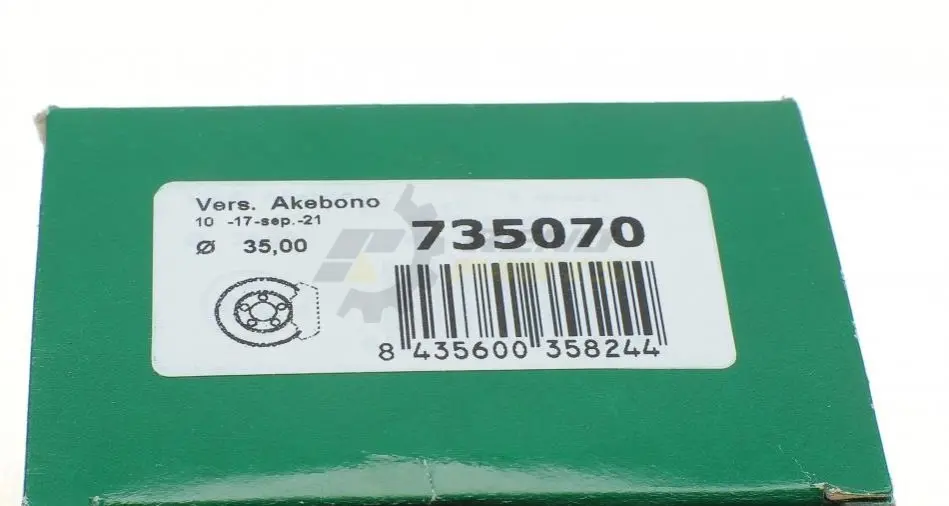 Vers. Akebono
10 -17-sep.-21
Ø 35,00
735070
8 435600 358244